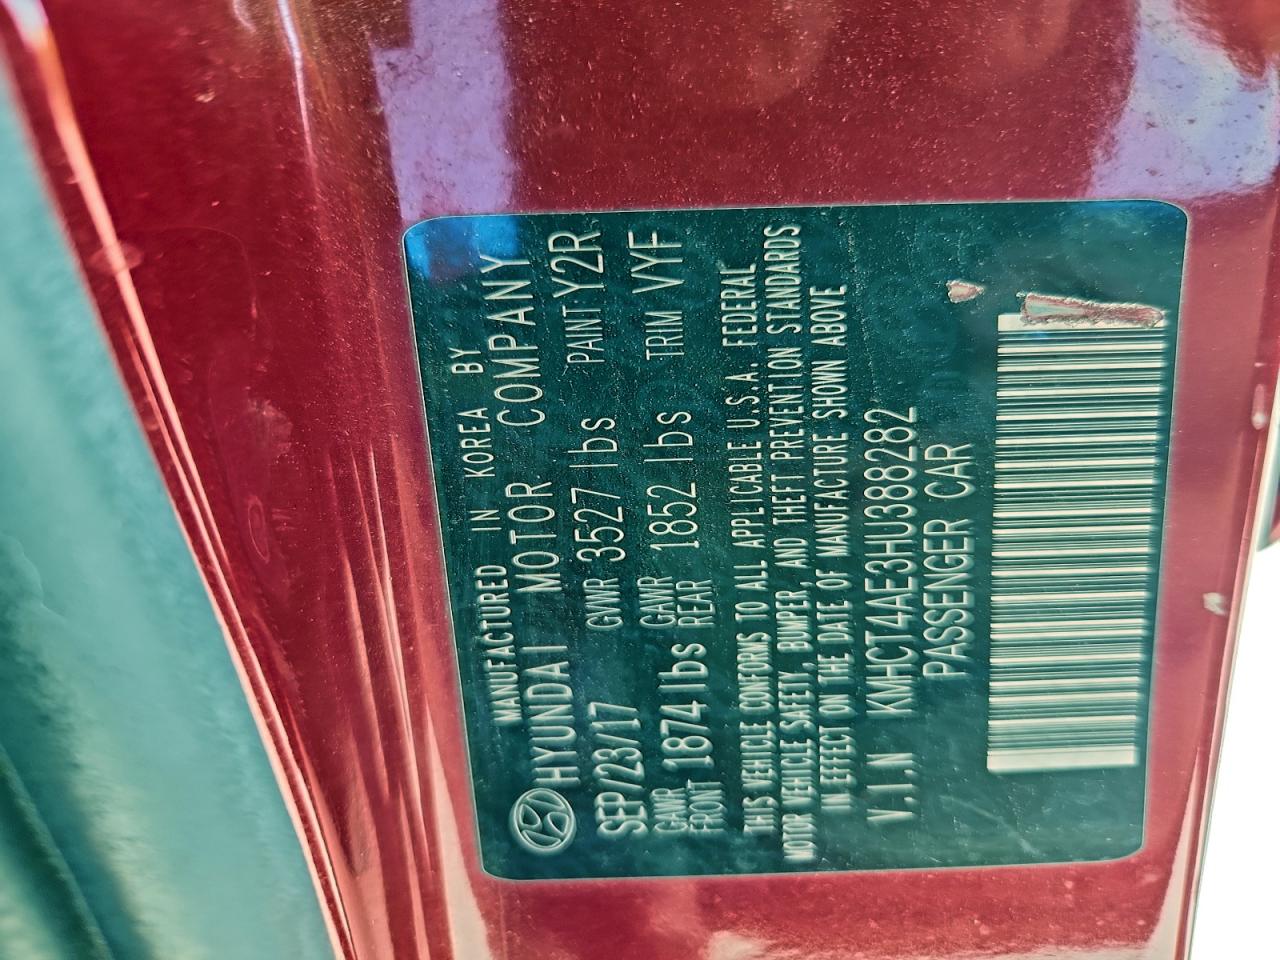 MANUFACTURED IN KOREA BY
HYUNDAI MOTOR COMPANY
SEP/23/17 GVWR 3527 lbs PAINT Y2R
GAWR FRONT 1874 lbs GAWR REAR 1852 lbs TRIM VYF
THIS VEHICLE CONFORMS TO ALL APPLICABLE U.S.A. FEDERAL
MOTOR VEHICLE SAFETY, BUMPER, AND THEFT PREVENTION STANDARDS
IN EFFECT ON THE DATE OF MANUFACTURE SHOWN ABOVE
V.I.N KMHCT4AE3HU388282
PASSENGER CAR